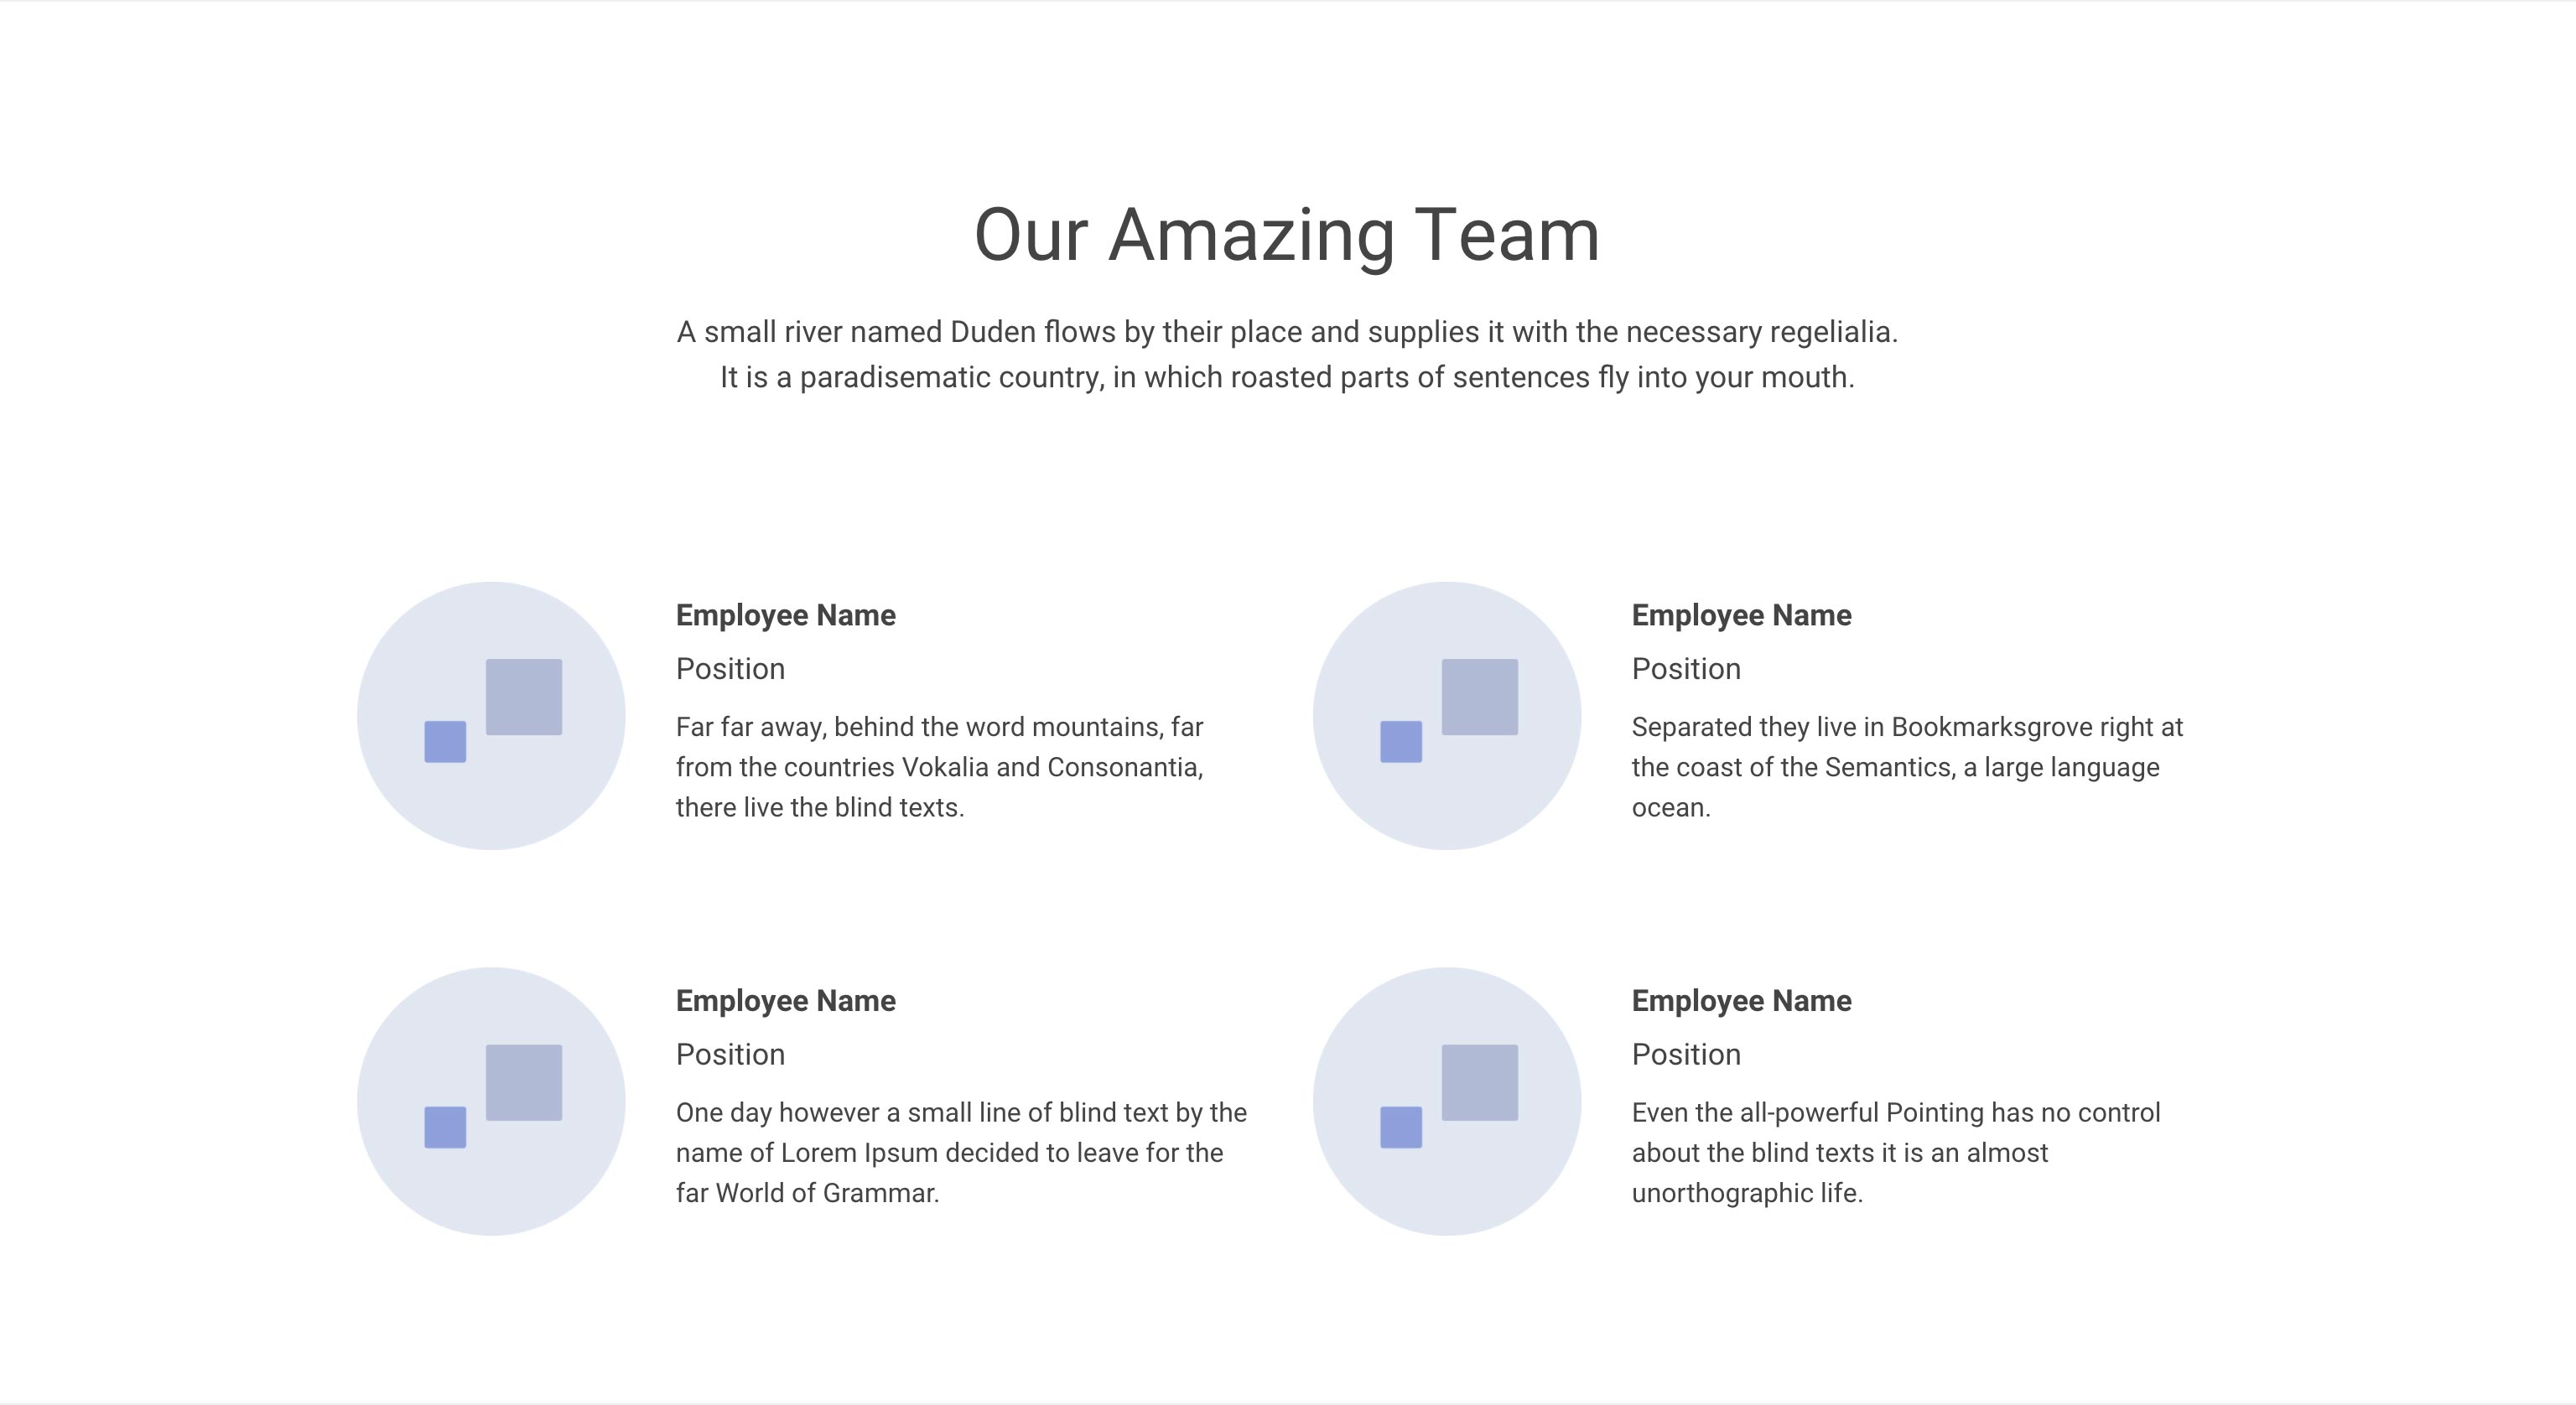 Our Amazing Team
A small river named Duden flows by their place and supplies it with the necessary regelialia.
It is a paradisematic country, in which roasted parts of sentences fly into your mouth.
Employee Name
Position
Far far away, behind the word mountains, far
from the countries Vokalia and Consonantia,
there live the blind texts.
Employee Name
Position
Separated they live in Bookmarksgrove right at
the coast of the Semantics, a large language
ocean.
Employee Name
Position
One day however a small line of blind text by the
name of Lorem Ipsum decided to leave for the
far World of Grammar.
Employee Name
Position
Even the all-powerful Pointing has no control
about the blind texts it is an almost
unorthographic life.